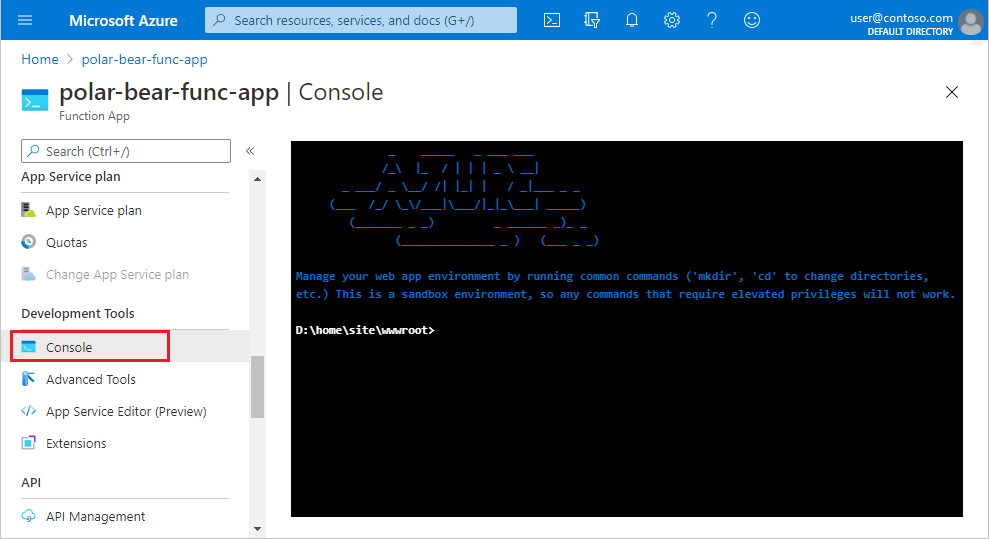 Microsoft Azure
Search resources, services, and docs (G+/)
user@contoso.com
DEFAULT DIRECTORY
Home > polar-bear-func-app
polar-bear-func-app | Console
Function App
Search (Ctrl+/)
App Service plan
App Service plan
Quotas
Change App Service plan
Development Tools
Console
Advanced Tools
App Service Editor (Preview)
Extensions
API
API Management
AZURE
Manage your web app environment by running common commands ('mkdir', 'cd' to change directories,
etc.) This is a sandbox environment, so any commands that require elevated privileges will not work.
D:\home\site\wwwroot>